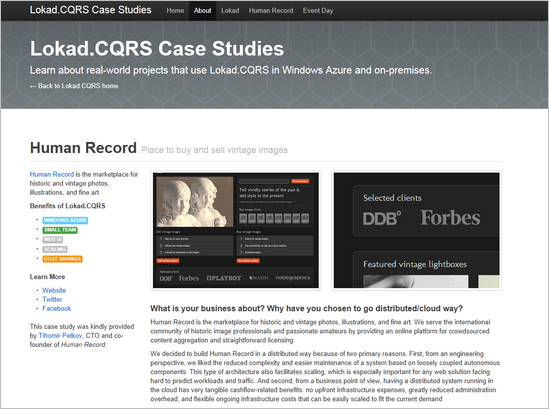 Lokad.CQRS Case Studies Home About Lokad Human Record Event Day
Lokad.CQRS Case Studies
Learn about real-world projects that use Lokad.CQRS in Windows Azure and on-premises.
← Back to Lokad.CQRS home
Human Record Place to buy and sell vintage images
Human Record is the marketplace for
historic and vintage photos,
illustrations, and fine art.
Benefits of Lokad.CQRS
WINDOWS AZURE
SMALL TEAM
WEB UI
SCALING
COST SAVINGS
Learn More
Website
Twitter
Facebook
This case study was kindly provided
by Tihomir Petkov, CTO and co-
founder of Human Record.
Tell vividly stories of the past &
add style to the present
Sell vintage images
Buy vintage images
Selected clients
DDB Forbes PLAYBOY MAXIM noblegraphics
Selected clients
DDB Forbes
Featured vintage lightboxes
What is your business about? Why have you chosen to go distributed/cloud way?
Human Record is the marketplace for historic and vintage photos, illustrations, and fine art. We serve the international
community of historic image professionals and passionate amateurs by providing an online platform for crowdsourced
content aggregation and straightforward licensing.
We decided to build Human Record in a distributed way because of two primary reasons. First, from an engineering
perspective, we liked the reduced complexity and easier maintenance of a system based on loosely coupled autonomous
components. This type of architecture also facilitates scaling, which is especially important for any web solution facing
hard to predict workloads and traffic. And second, from a business point of view, having a distributed system running in
the cloud has very tangible cashflow-related benefits: no upfront infrastructure expenses, greatly reduced administration
overhead, and flexible ongoing infrastructure costs that can be easily scaled to fit the current demand